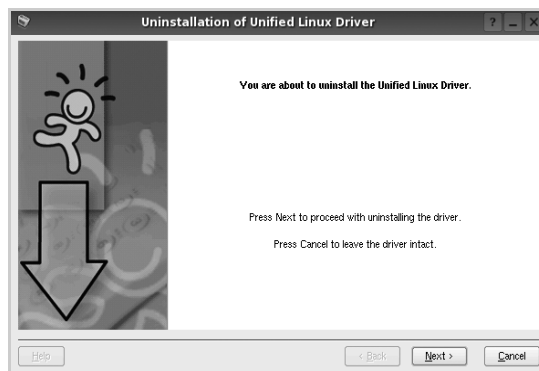 Uninstallation of Unified Linux Driver
You are about to uninstall the Unified Linux Driver.
Press Next to proceed with uninstalling the driver.
Press Cancel to leave the driver intact.
Help
< Back
Next >
Cancel